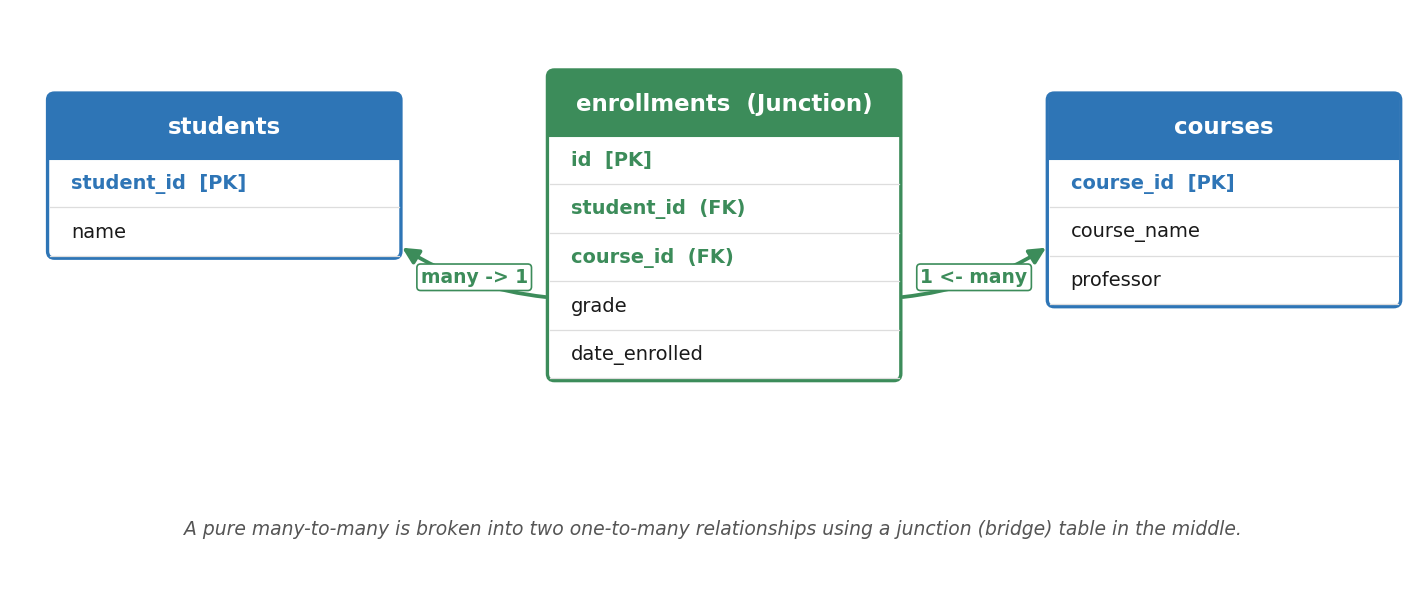 students
student_id  [PK]
name
many -> 1
enrollments  (Junction)
id  [PK]
student_id  (FK)
course_id  (FK)
grade
date_enrolled
1 <- many
courses
course_id  [PK]
course_name
professor
A pure many-to-many is broken into two one-to-many relationships using a junction (bridge) table in the middle.